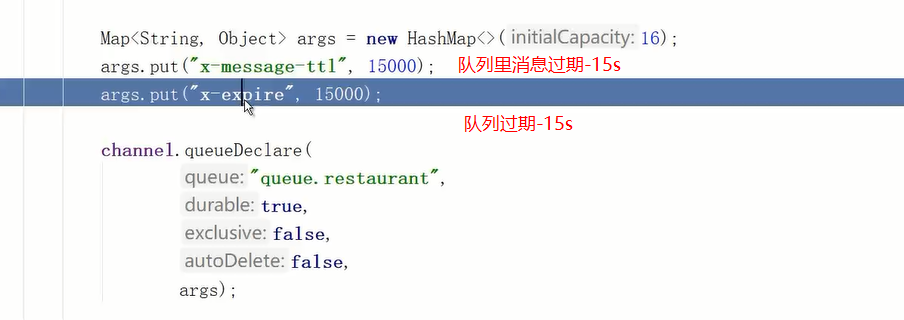 Map<String, Object> args = new HashMap<>(initialCapacity: 16);
args.put("x-message-ttl", 15000); 队列里消息过期-15s
args.put("x-expire", 15000);
队列过期-15s
channel.queueDeclare(
queue: "queue.restaurant",
durable: true,
exclusive: false,
autoDelete: false,
args);